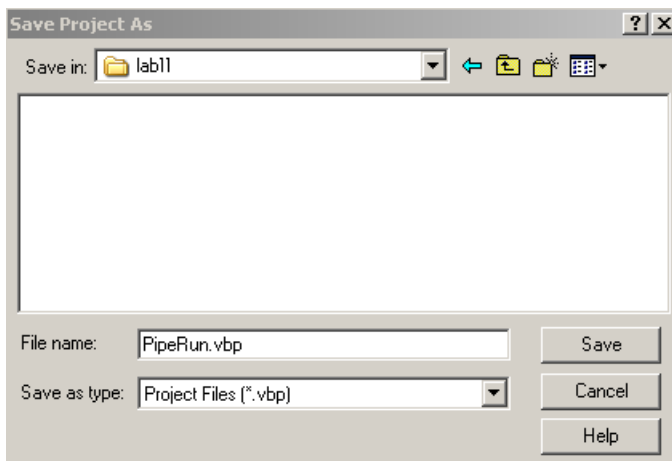 Save Project As
Save in: lab11
File name: PipeRun.vbp Save
Save as type: Project Files (*.vbp) Cancel
Help